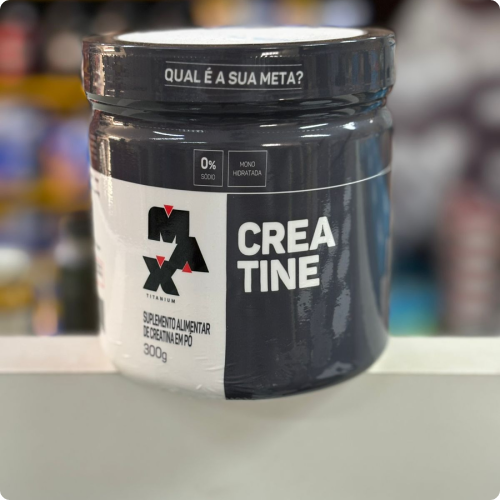 QUAL É A SUA META?
0%
SÓDIO
MONO
HIDRATADA
MAX
TITANIUM
CREA
TINE
SUPLEMENTO ALIMENTAR
DE CREATINA EM PÓ
300g